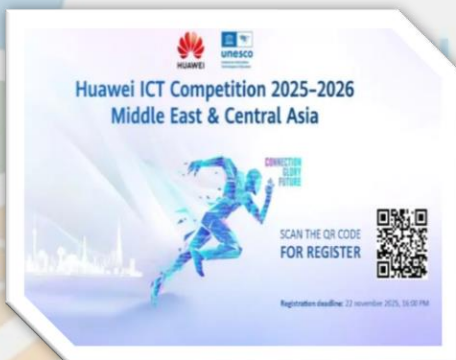 HUAWEI
unesco
Huawei ICT Competition 2025-2026
Middle East & Central Asia
CONNECTION
GLORY
FUTURE
SCAN THE QR CODE
FOR REGISTER
Registration deadline: 22 november 2025, 16:00 PM